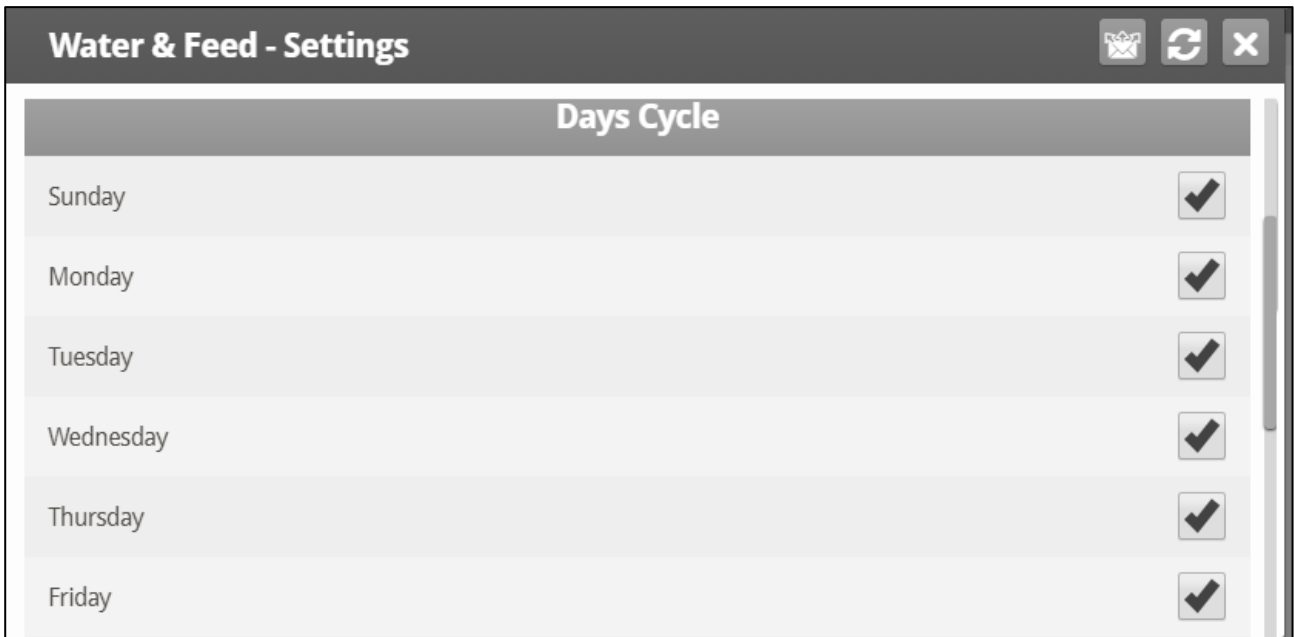 Water & Feed - Settings
Days Cycle
Sunday
Monday
Tuesday
Wednesday
Thursday
Friday